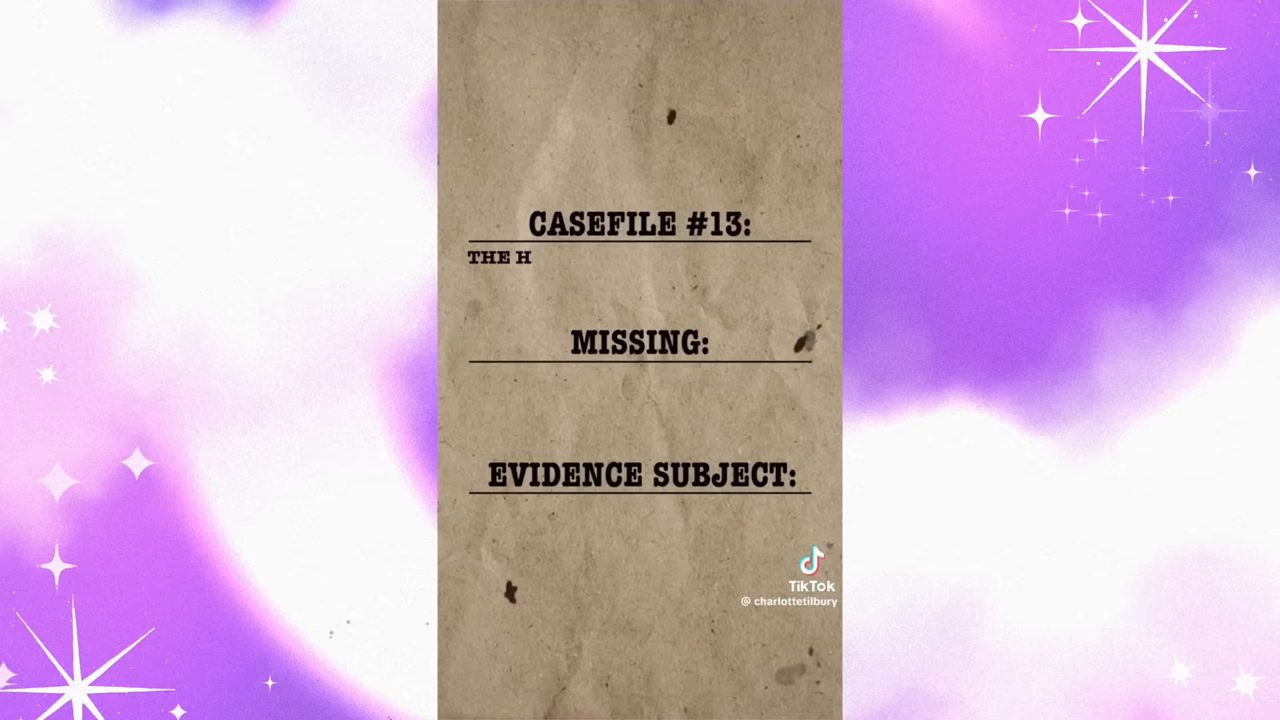 CASEFILE #13:
THE H
MISSING:
EVIDENCE SUBJECT:
TikTok
@ charlottetilbury